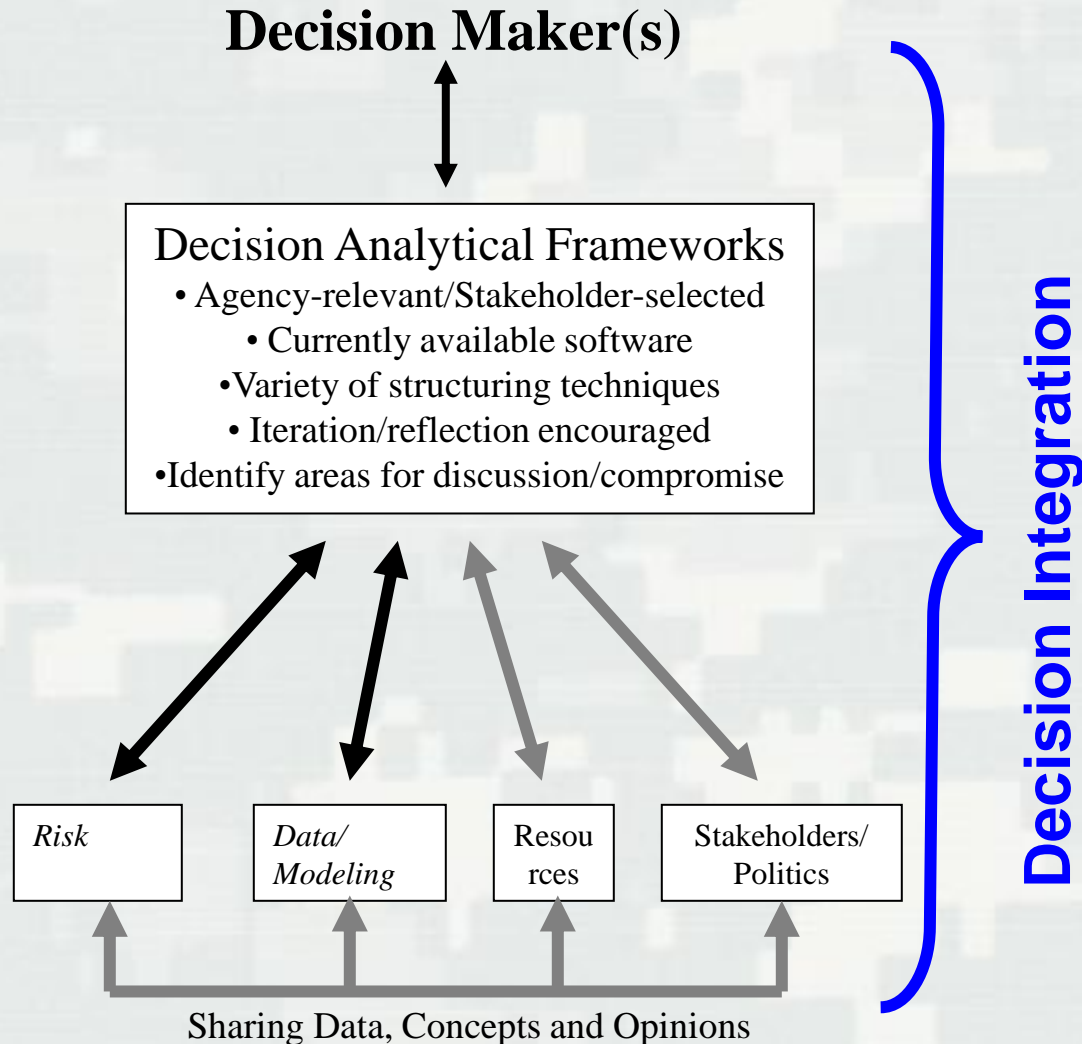 Decision Maker(s)
Decision Analytical Frameworks
• Agency-relevant/Stakeholder-selected
• Currently available software
•Variety of structuring techniques
• Iteration/reflection encouraged
•Identify areas for discussion/compromise
Risk
Data/
Modeling
Resou
rces
Stakeholders/
Politics
Sharing Data, Concepts and Opinions
Decision Integration